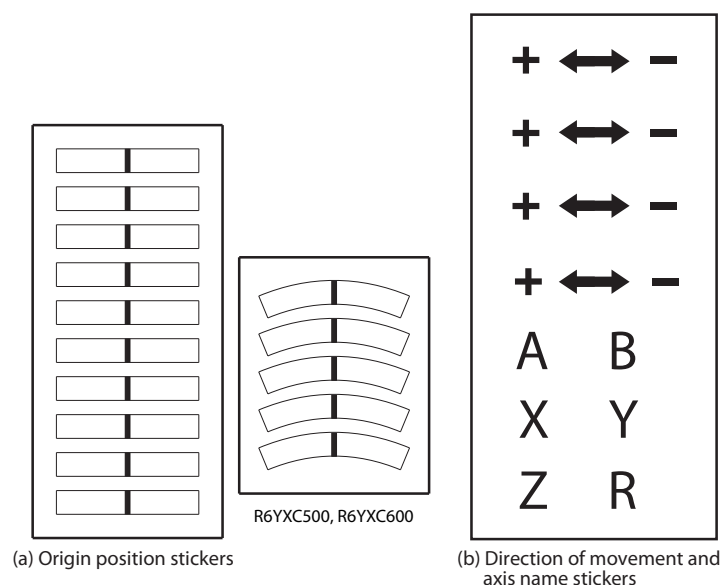 + ↔ −
+ ↔ −
+ ↔ −
+ ↔ −
A B
X Y
Z R
R6YXC500, R6YXC600
(a) Origin position stickers
(b) Direction of movement and
axis name stickers